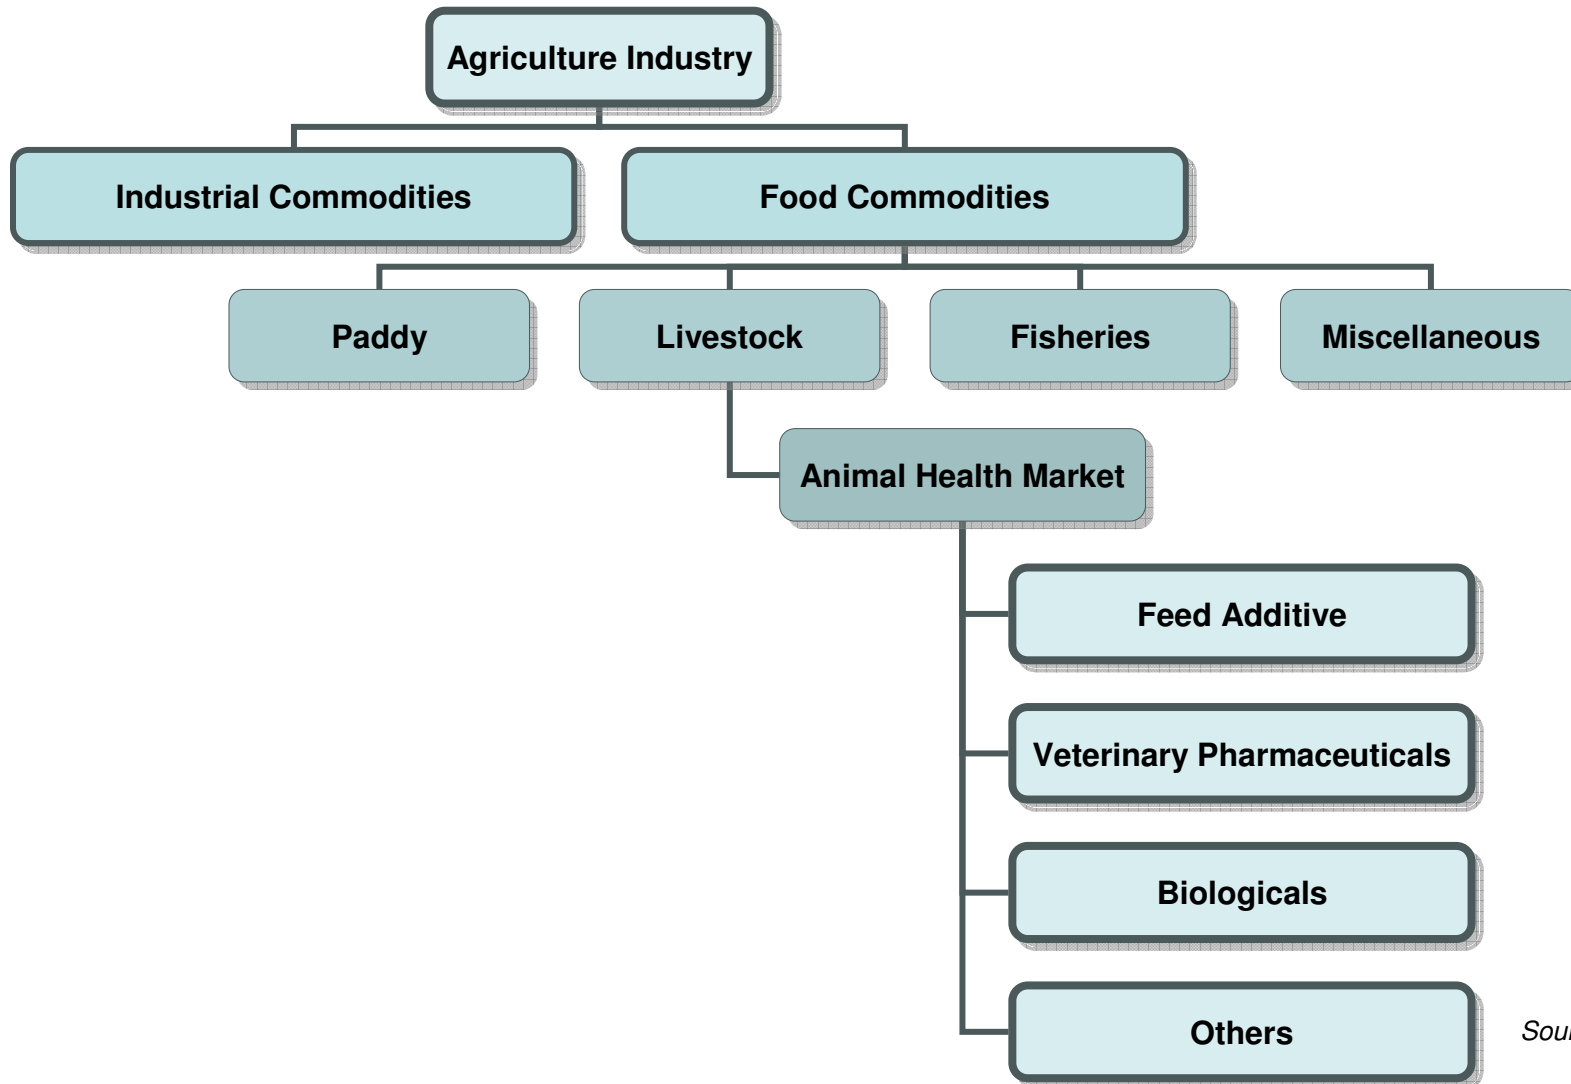 Agriculture Industry
Industrial Commodities
Food Commodities
Paddy
Livestock
Fisheries
Miscellaneous
Animal Health Market
Feed Additive
Veterinary Pharmaceuticals
Biologicals
Others